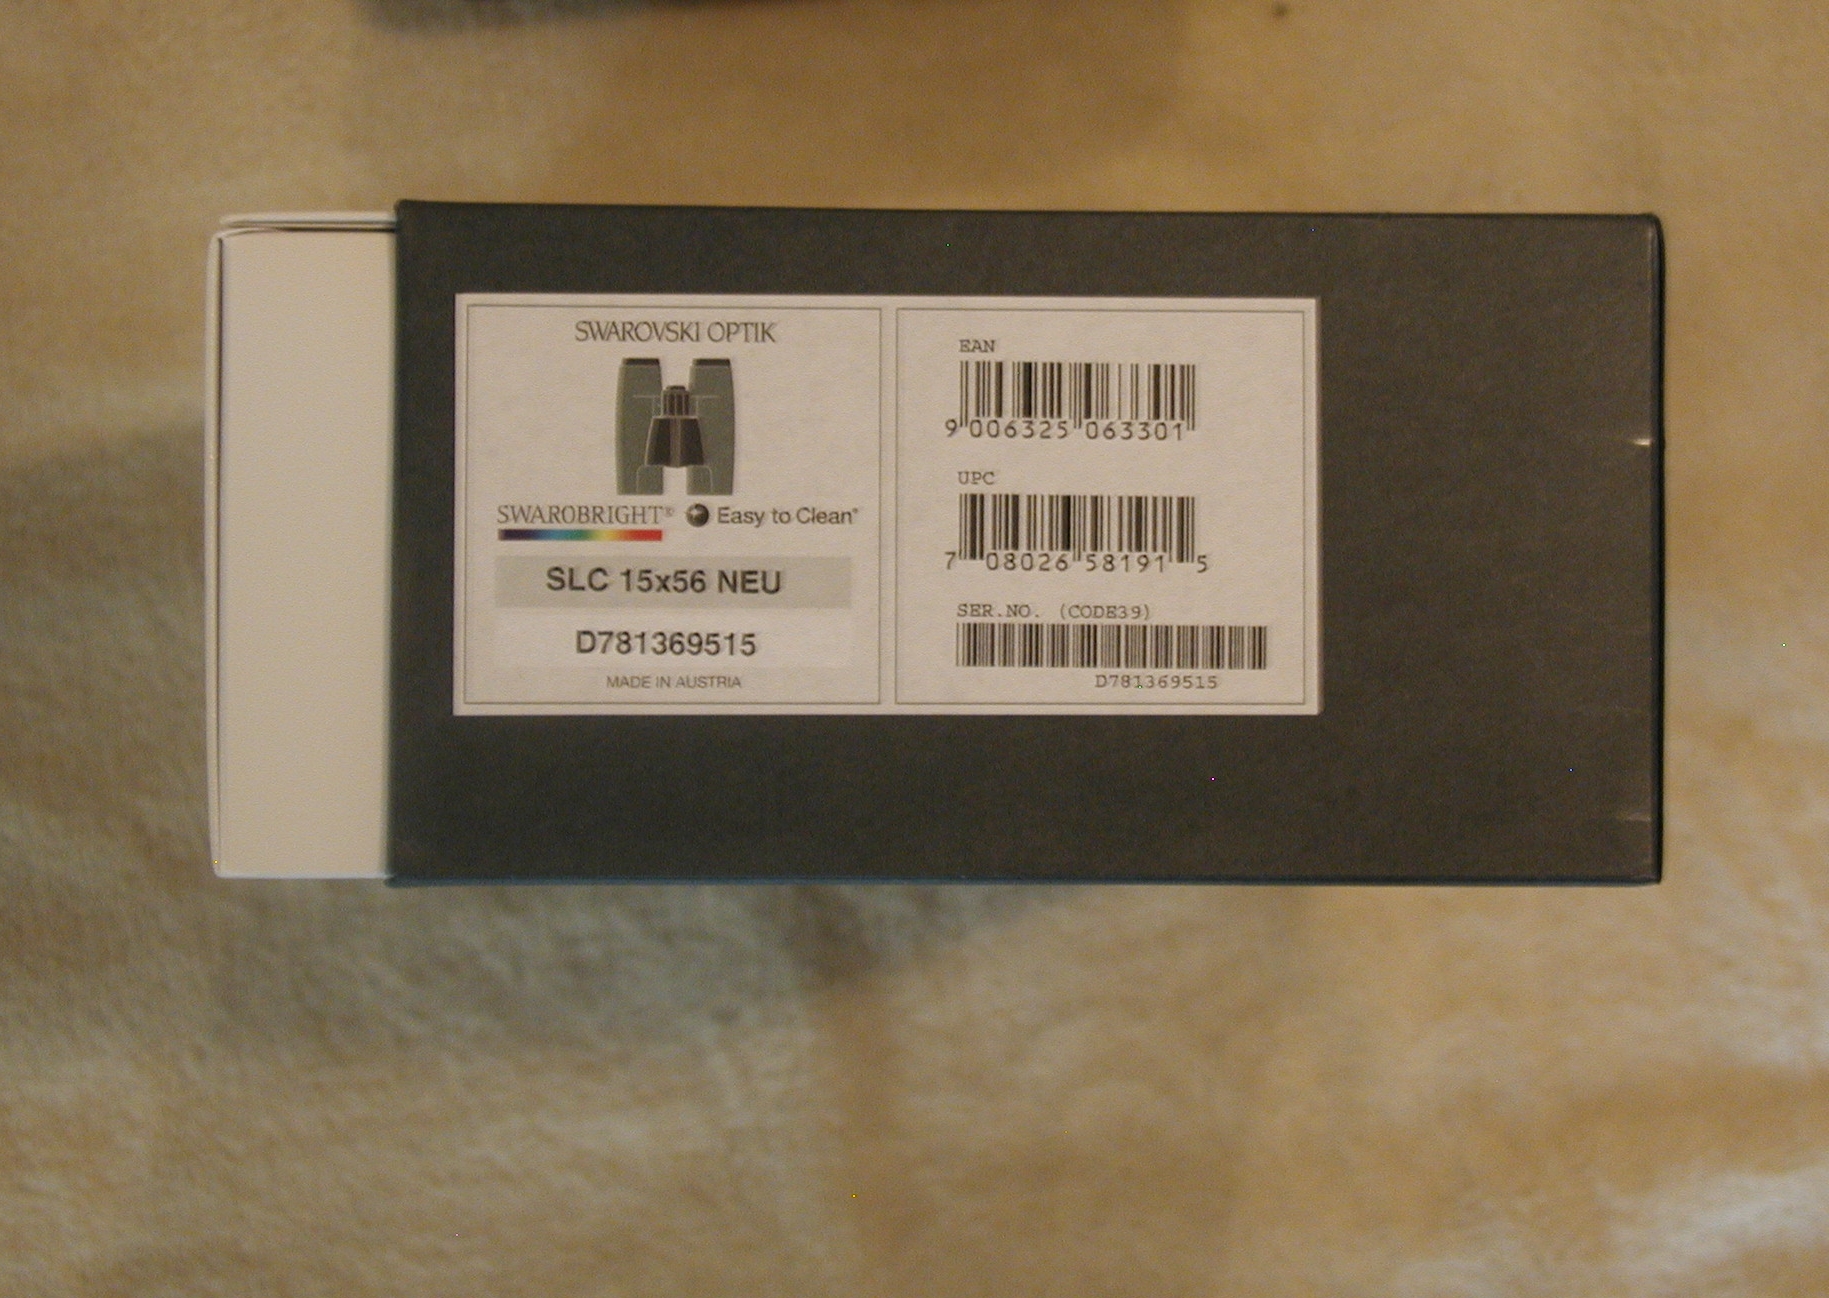 SWAROVSKI OPTIK
SWAROBRIGHT® Easy to Clean®
SLC 15x56 NEU
D781369515
MADE IN AUSTRIA
EAN
9 006325 063301
UPC
7 08026 58191 5
SER.NO. (CODE39)
D781369515